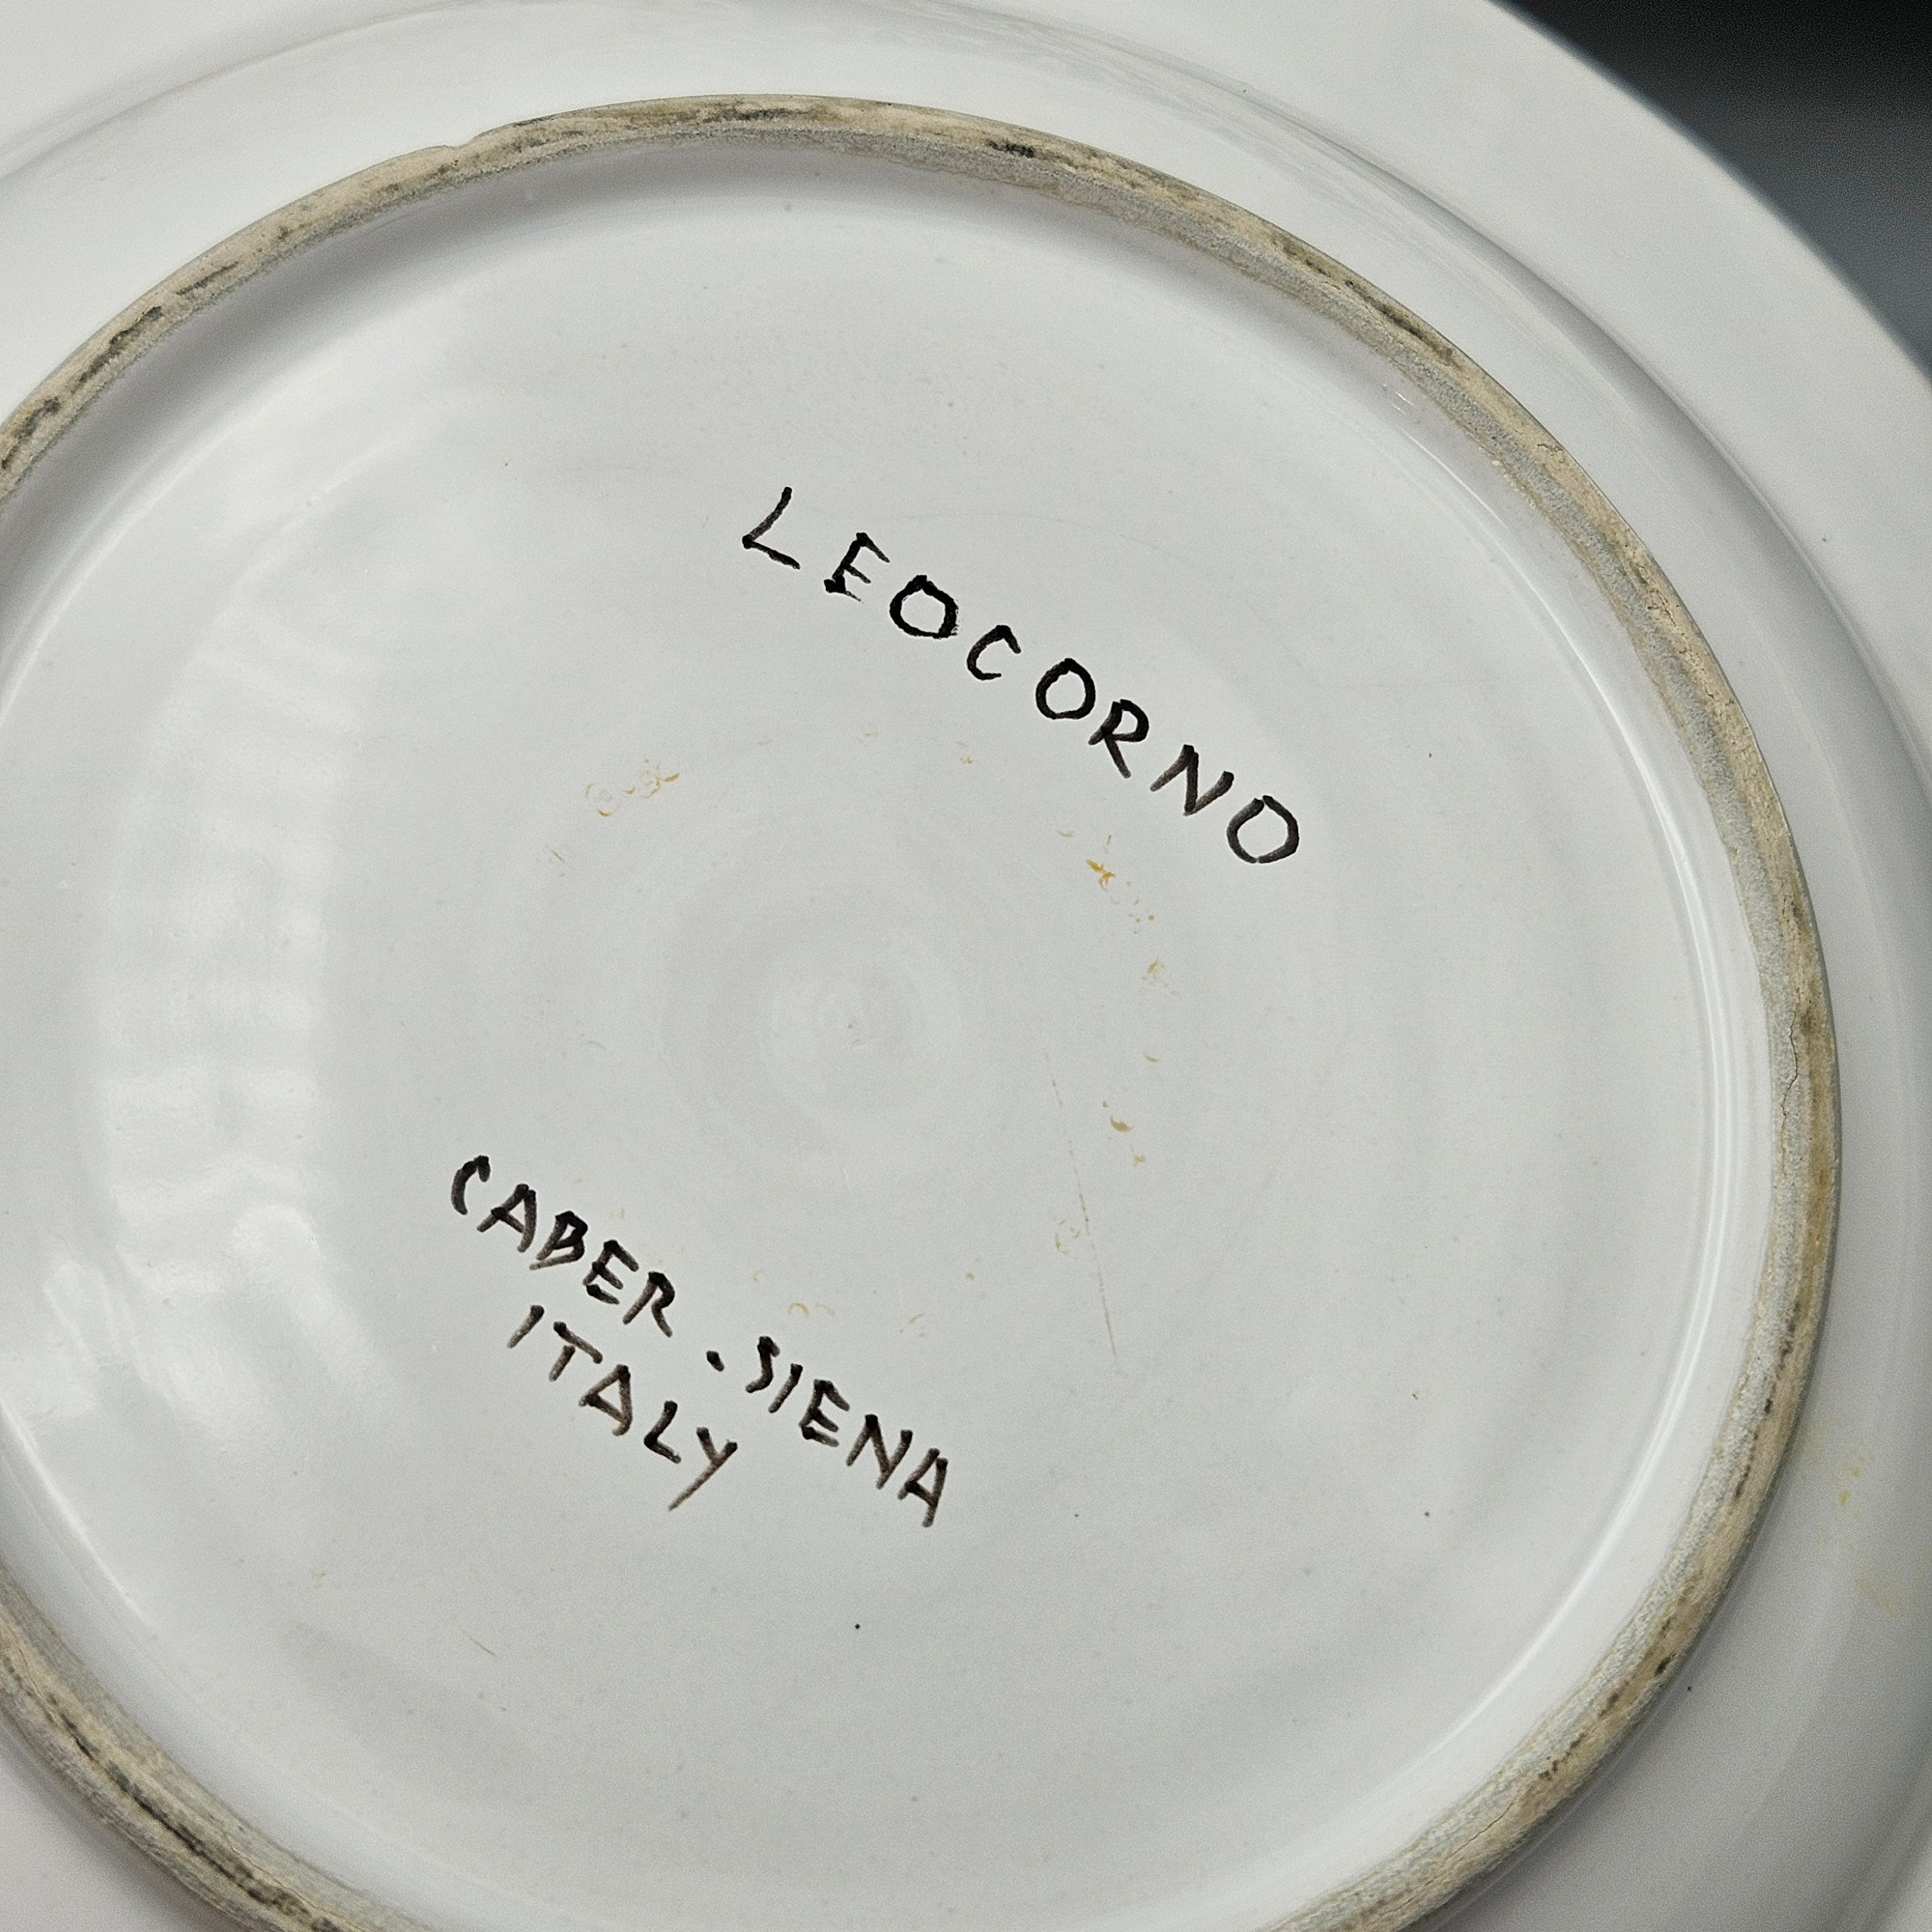 LEOCORNO
CABER . SIENA
ITALY